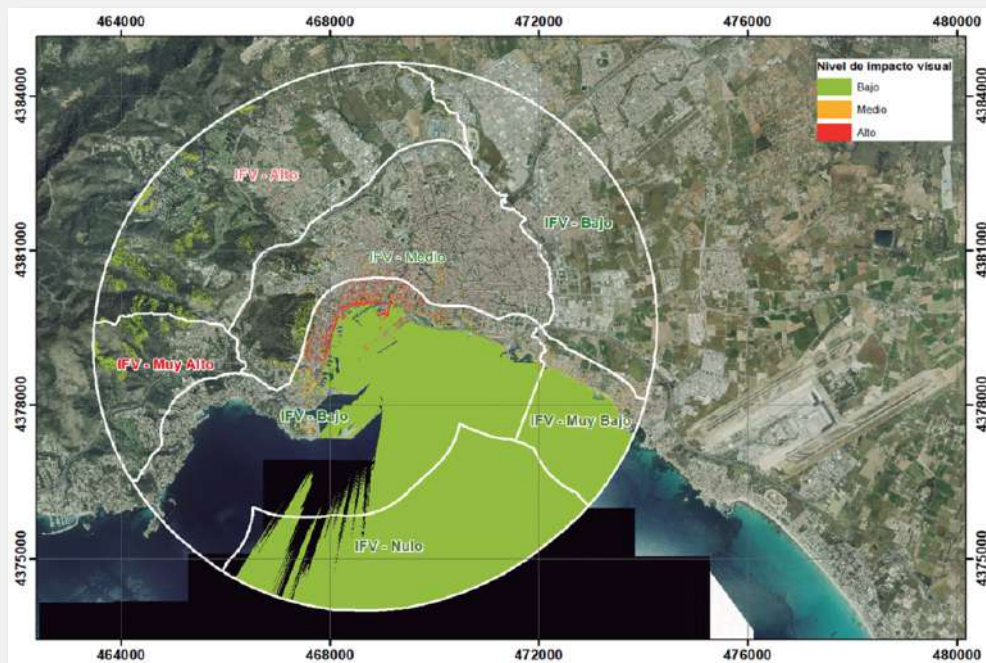 464000 468000 472000 476000 480000
4384000
4381000
4378000
4375000
Nivel de impacto visual
Bajo
Medio
Alto
IFV - Alto
IFV - Bajo
IFV - Medio
IFV - Muy Alto
IFV - Bajo
IFV - Muy Bajo
IFV - Nulo
4384000
4381000
4378000
4375000
464000 468000 472000 476000 480000